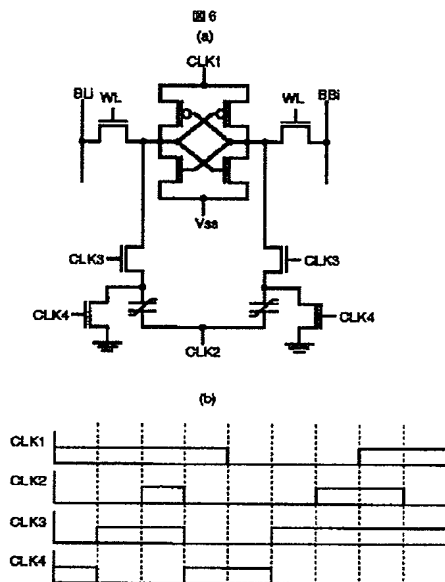 図6
(a)
CLK1
BLi WL WL BBi
Vss
CLK3 CLK3
CLK4 CLK4
CLK2
(b)
CLK1
CLK2
CLK3
CLK4